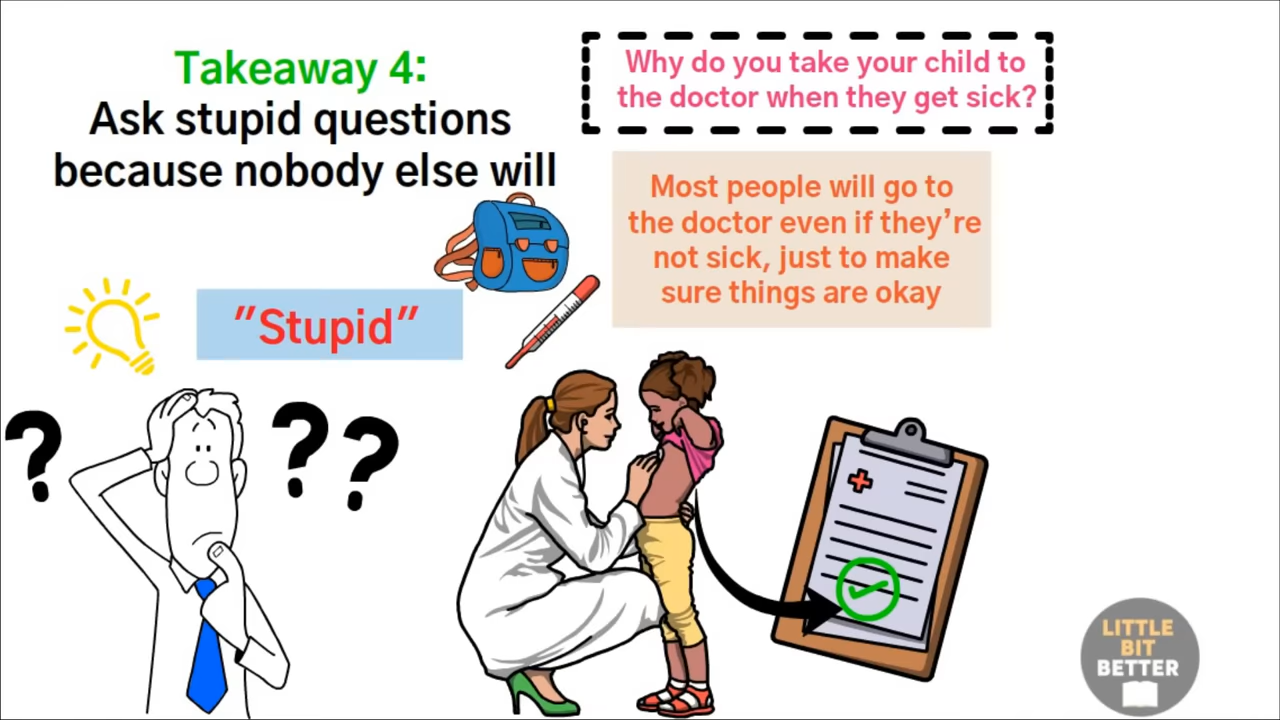 Takeaway 4:
Ask stupid questions
because nobody else will
Why do you take your child to
the doctor when they get sick?
Most people will go to
the doctor even if they're
not sick, just to make
sure things are okay
"Stupid"
?
??
LITTLE
BIT
BETTER